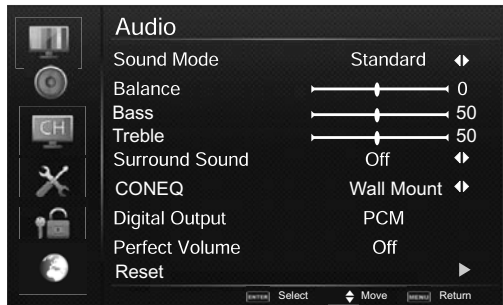 Audio
Sound Mode Standard
Balance 0
Bass 50
Treble 50
Surround Sound Off
CONEQ Wall Mount
Digital Output PCM
Perfect Volume Off
Reset
CH
ENTER Select Move MENU Return